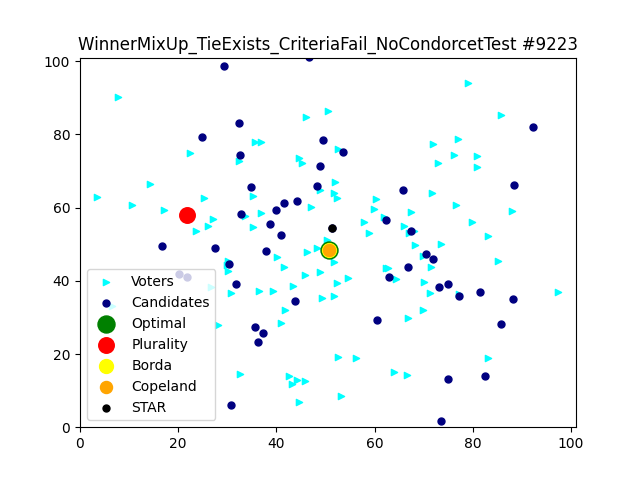 WinnerMixUp_TieExists_CriteriaFail_NoCondorcetTest #9223
100
80
60
40
20
0
Voters
Candidates
Optimal
Plurality
Borda
Copeland
STAR
0 20 40 60 80 100